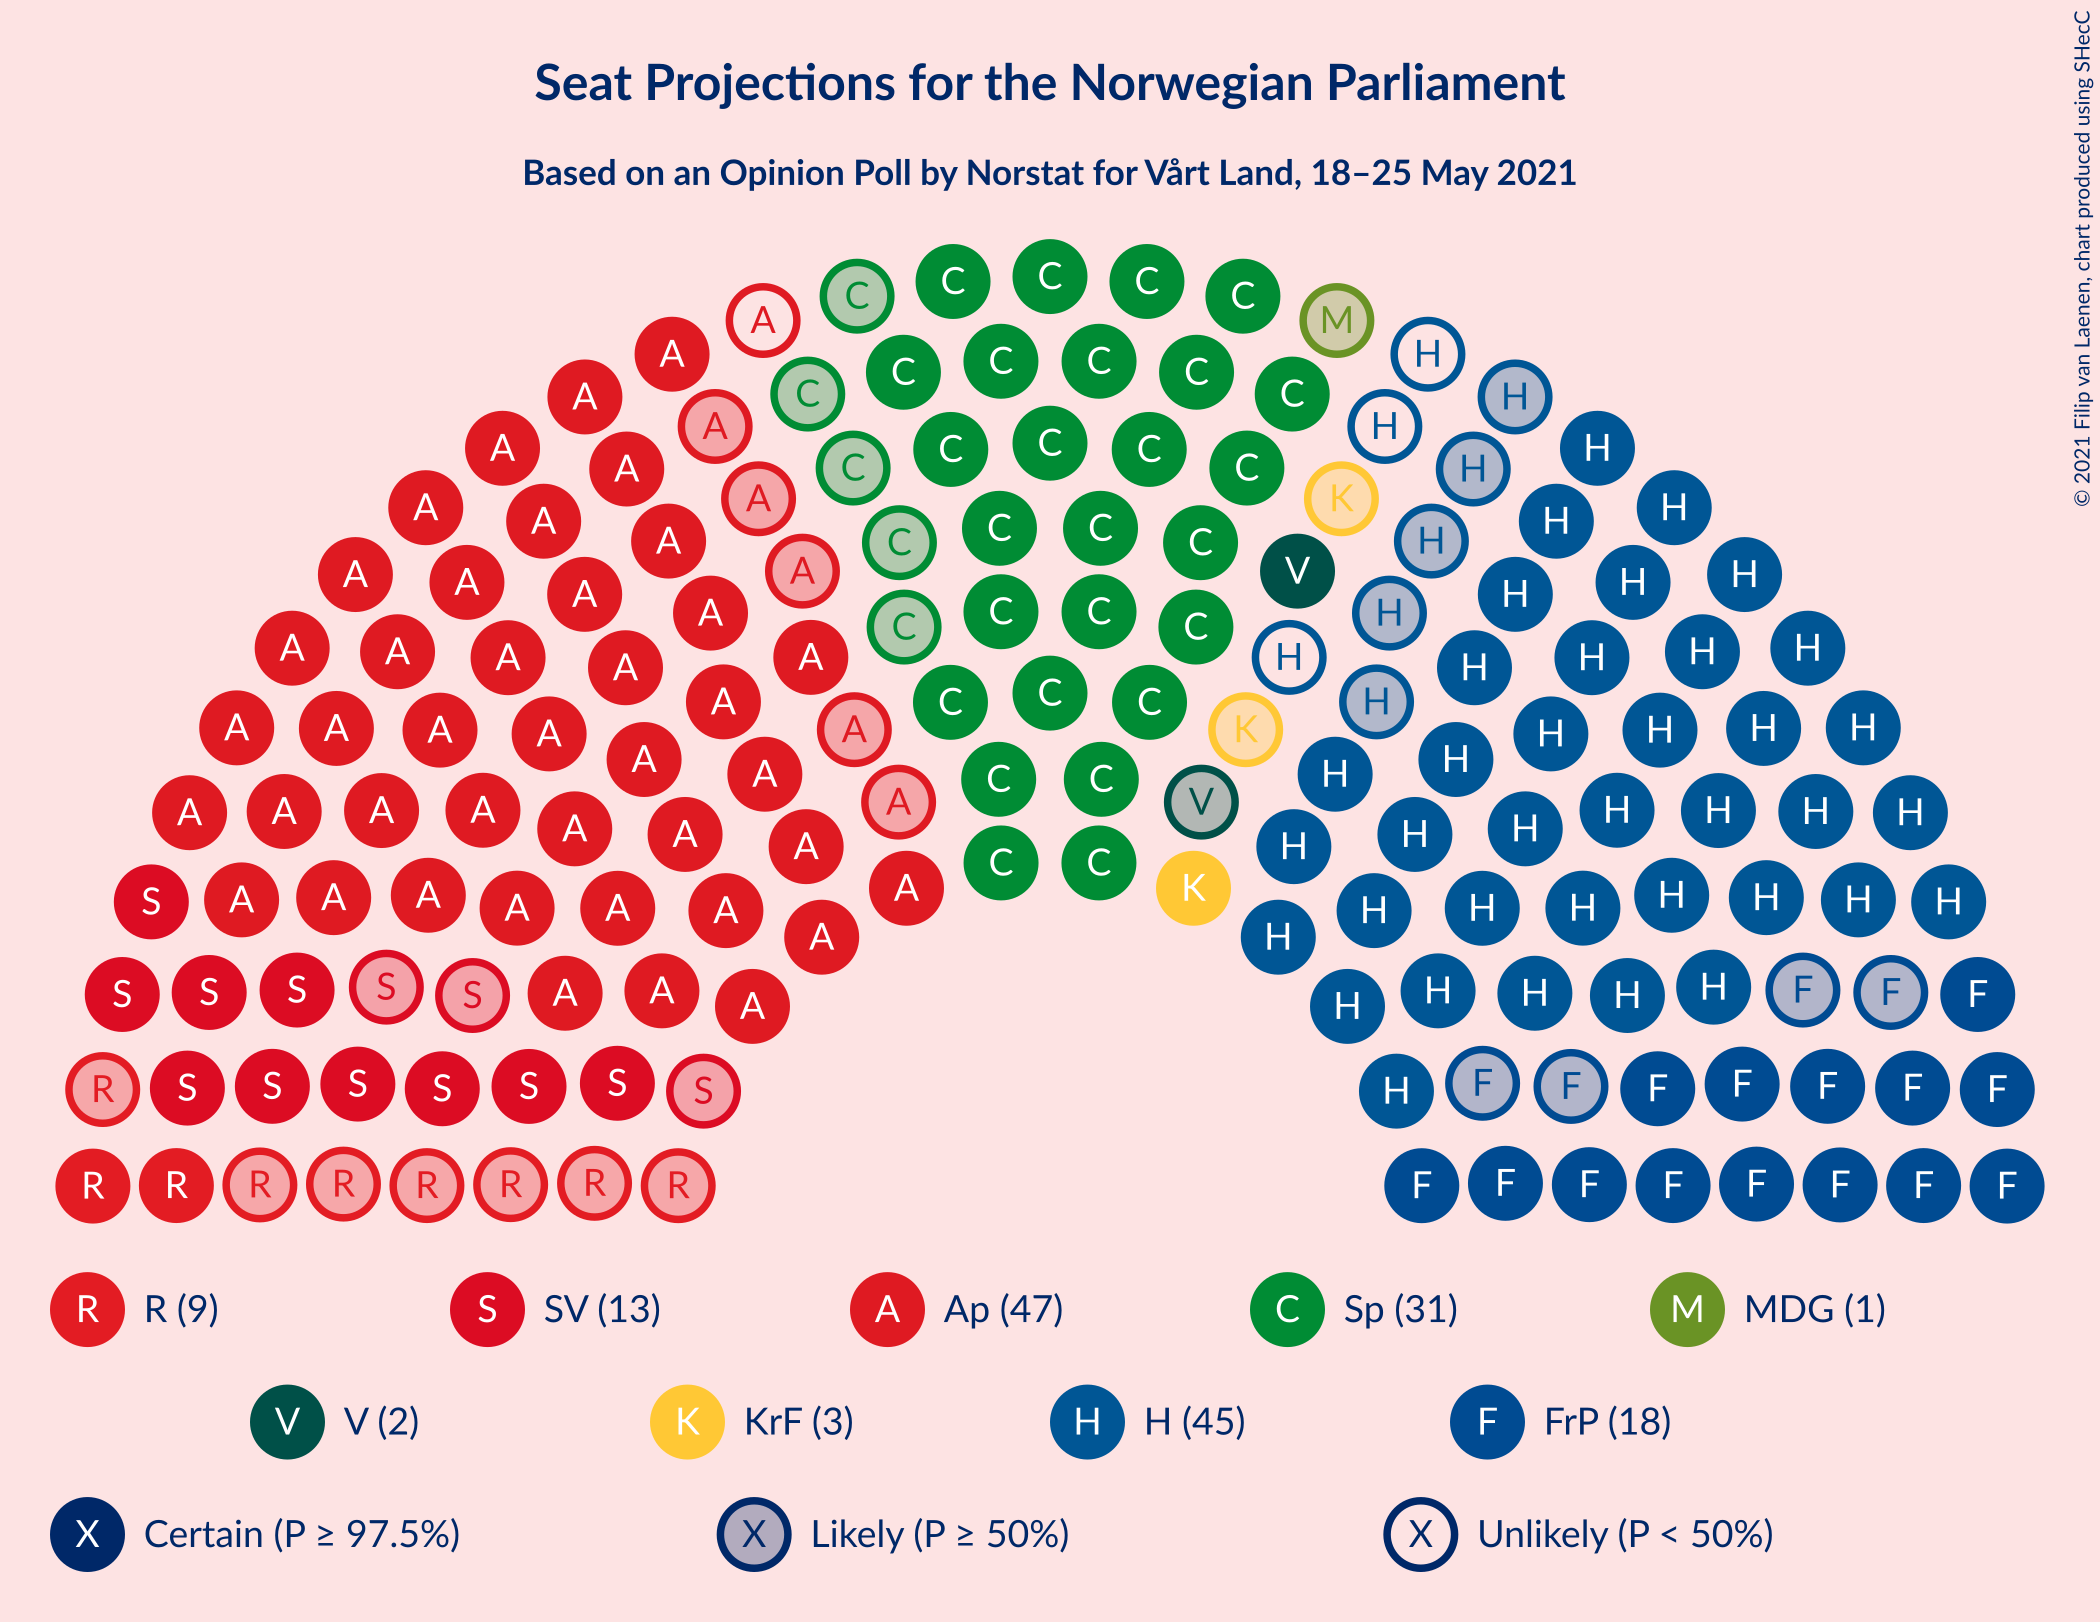 © 2021 Filip van Laenen, chart produced using SHecC
Seat Projections for the Norwegian Parliament
Based on an Opinion Poll by Norstat for Vårt Land, 18–25 May 2021
C C C
C C
A M
A C C H
C C
A C C H
A H
A C C C H
A C C H
A A K H
A C C H
A C C H
A A V H
A A H H
A C C H
C C
A A A A H H H H
A H
A C C C H
A A A A A K H H H H
A A C C H H
A A A A A V H H H H
A A A H H H
C C
S A A A A K H H H H
A A A H H H
A H
S S S S S A A A H H H H H F F F
R S S S S S S S H F F F F F F F
R R R R R R R R F F F F F F F F
R R (9) S SV (13) A Ap (47) C Sp (31) M MDG (1)
V V (2) K KrF (3) H H (45) F FrP (18)
X Certain (P ≥ 97.5%) X Likely (P ≥ 50%) X Unlikely (P < 50%)